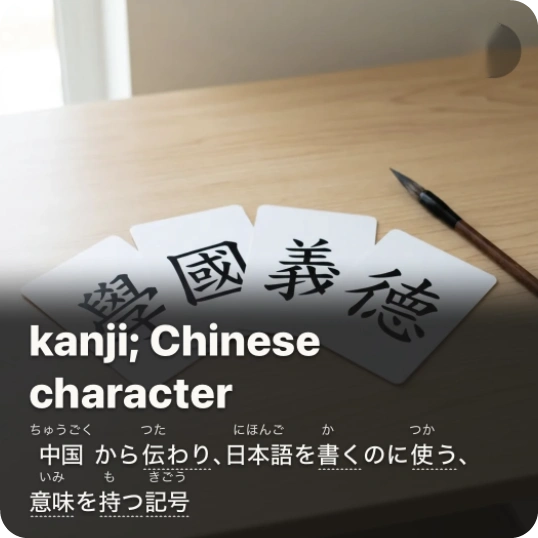 學
國
義
德
kanji; Chinese
character
ちゅうごく つた にほんご か つか
中国 から伝わり、日本語を書くのに使う、
いみ も きごう
意味を持つ記号